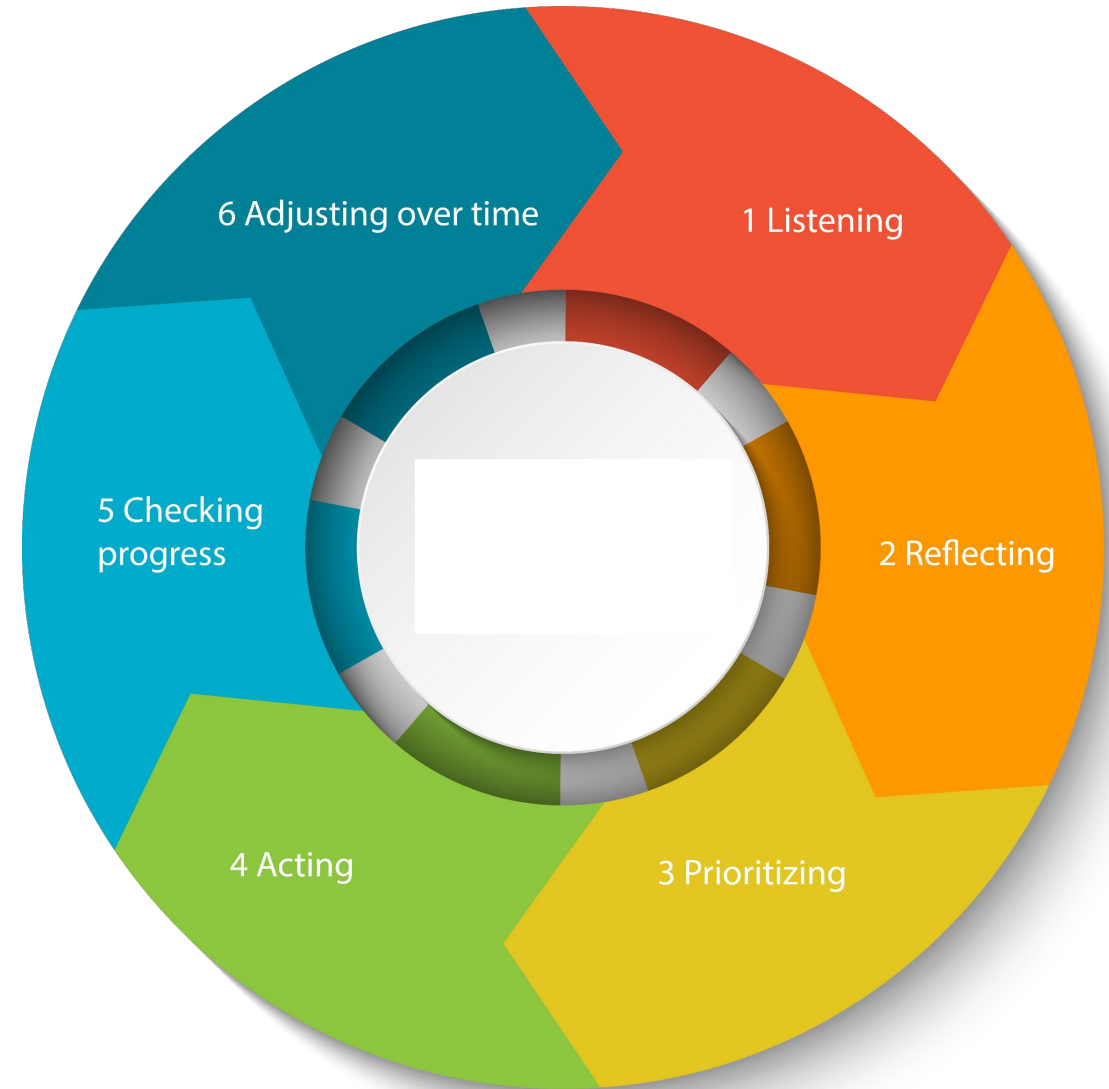 1 Listening
2 Reflecting
3 Prioritizing
4 Acting
5 Checking
progress
6 Adjusting over time